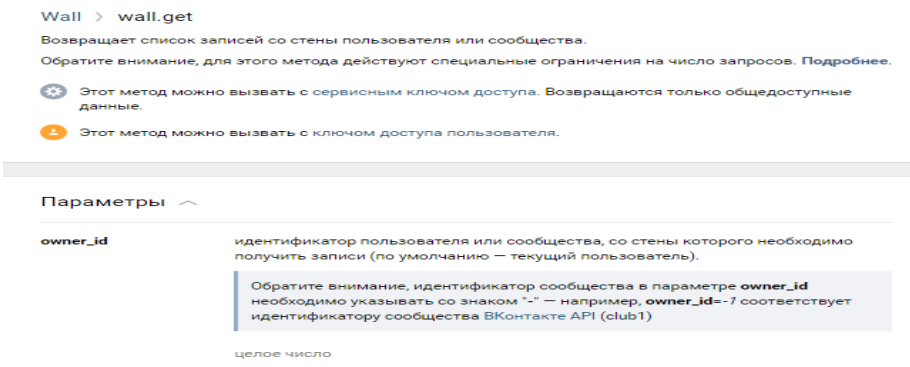 Wall > wall.get
Возвращает список записей со стены пользователя или сообщества.
Обратите внимание, для этого метода действуют специальные ограничения на число запросов. Подробнее.
Этот метод можно вызвать с сервисным ключом доступа. Возвращаются только общедоступные
данные.
Этот метод можно вызвать с ключом доступа пользователя.
Параметры
owner_id идентификатор пользователя или сообщества, со стены которого необходимо
получить записи (по умолчанию — текущий пользователь).
Обратите внимание, идентификатор сообщества в параметре owner_id
необходимо указывать со знаком "-" — например, owner_id=-1 соответствует
идентификатору сообщества ВКонтакте API (club1)
целое число